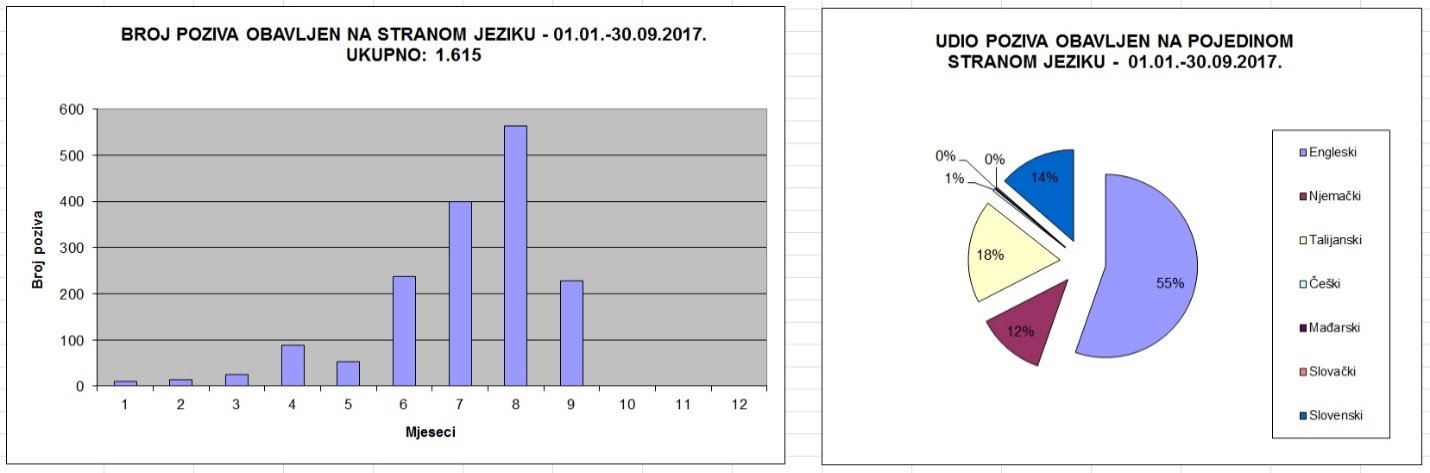 BROJ POZIVA OBAVLJEN NA STRANOM JEZIKU - 01.01.-30.09.2017.
UKUPNO: 1.615
600
500
400
300
200
100
0
Broj poziva
1 2 3 4 5 6 7 8 9 10 11 12
Mjeseci
UDIO POZIVA OBAVLJEN NA POJEDINOM
STRANOM JEZIKU - 01.01.-30.09.2017.
0%
0%
1%
14%
18%
55%
12%
Engleski
Njemački
Talijanski
Češki
Mađarski
Slovački
Slovenski